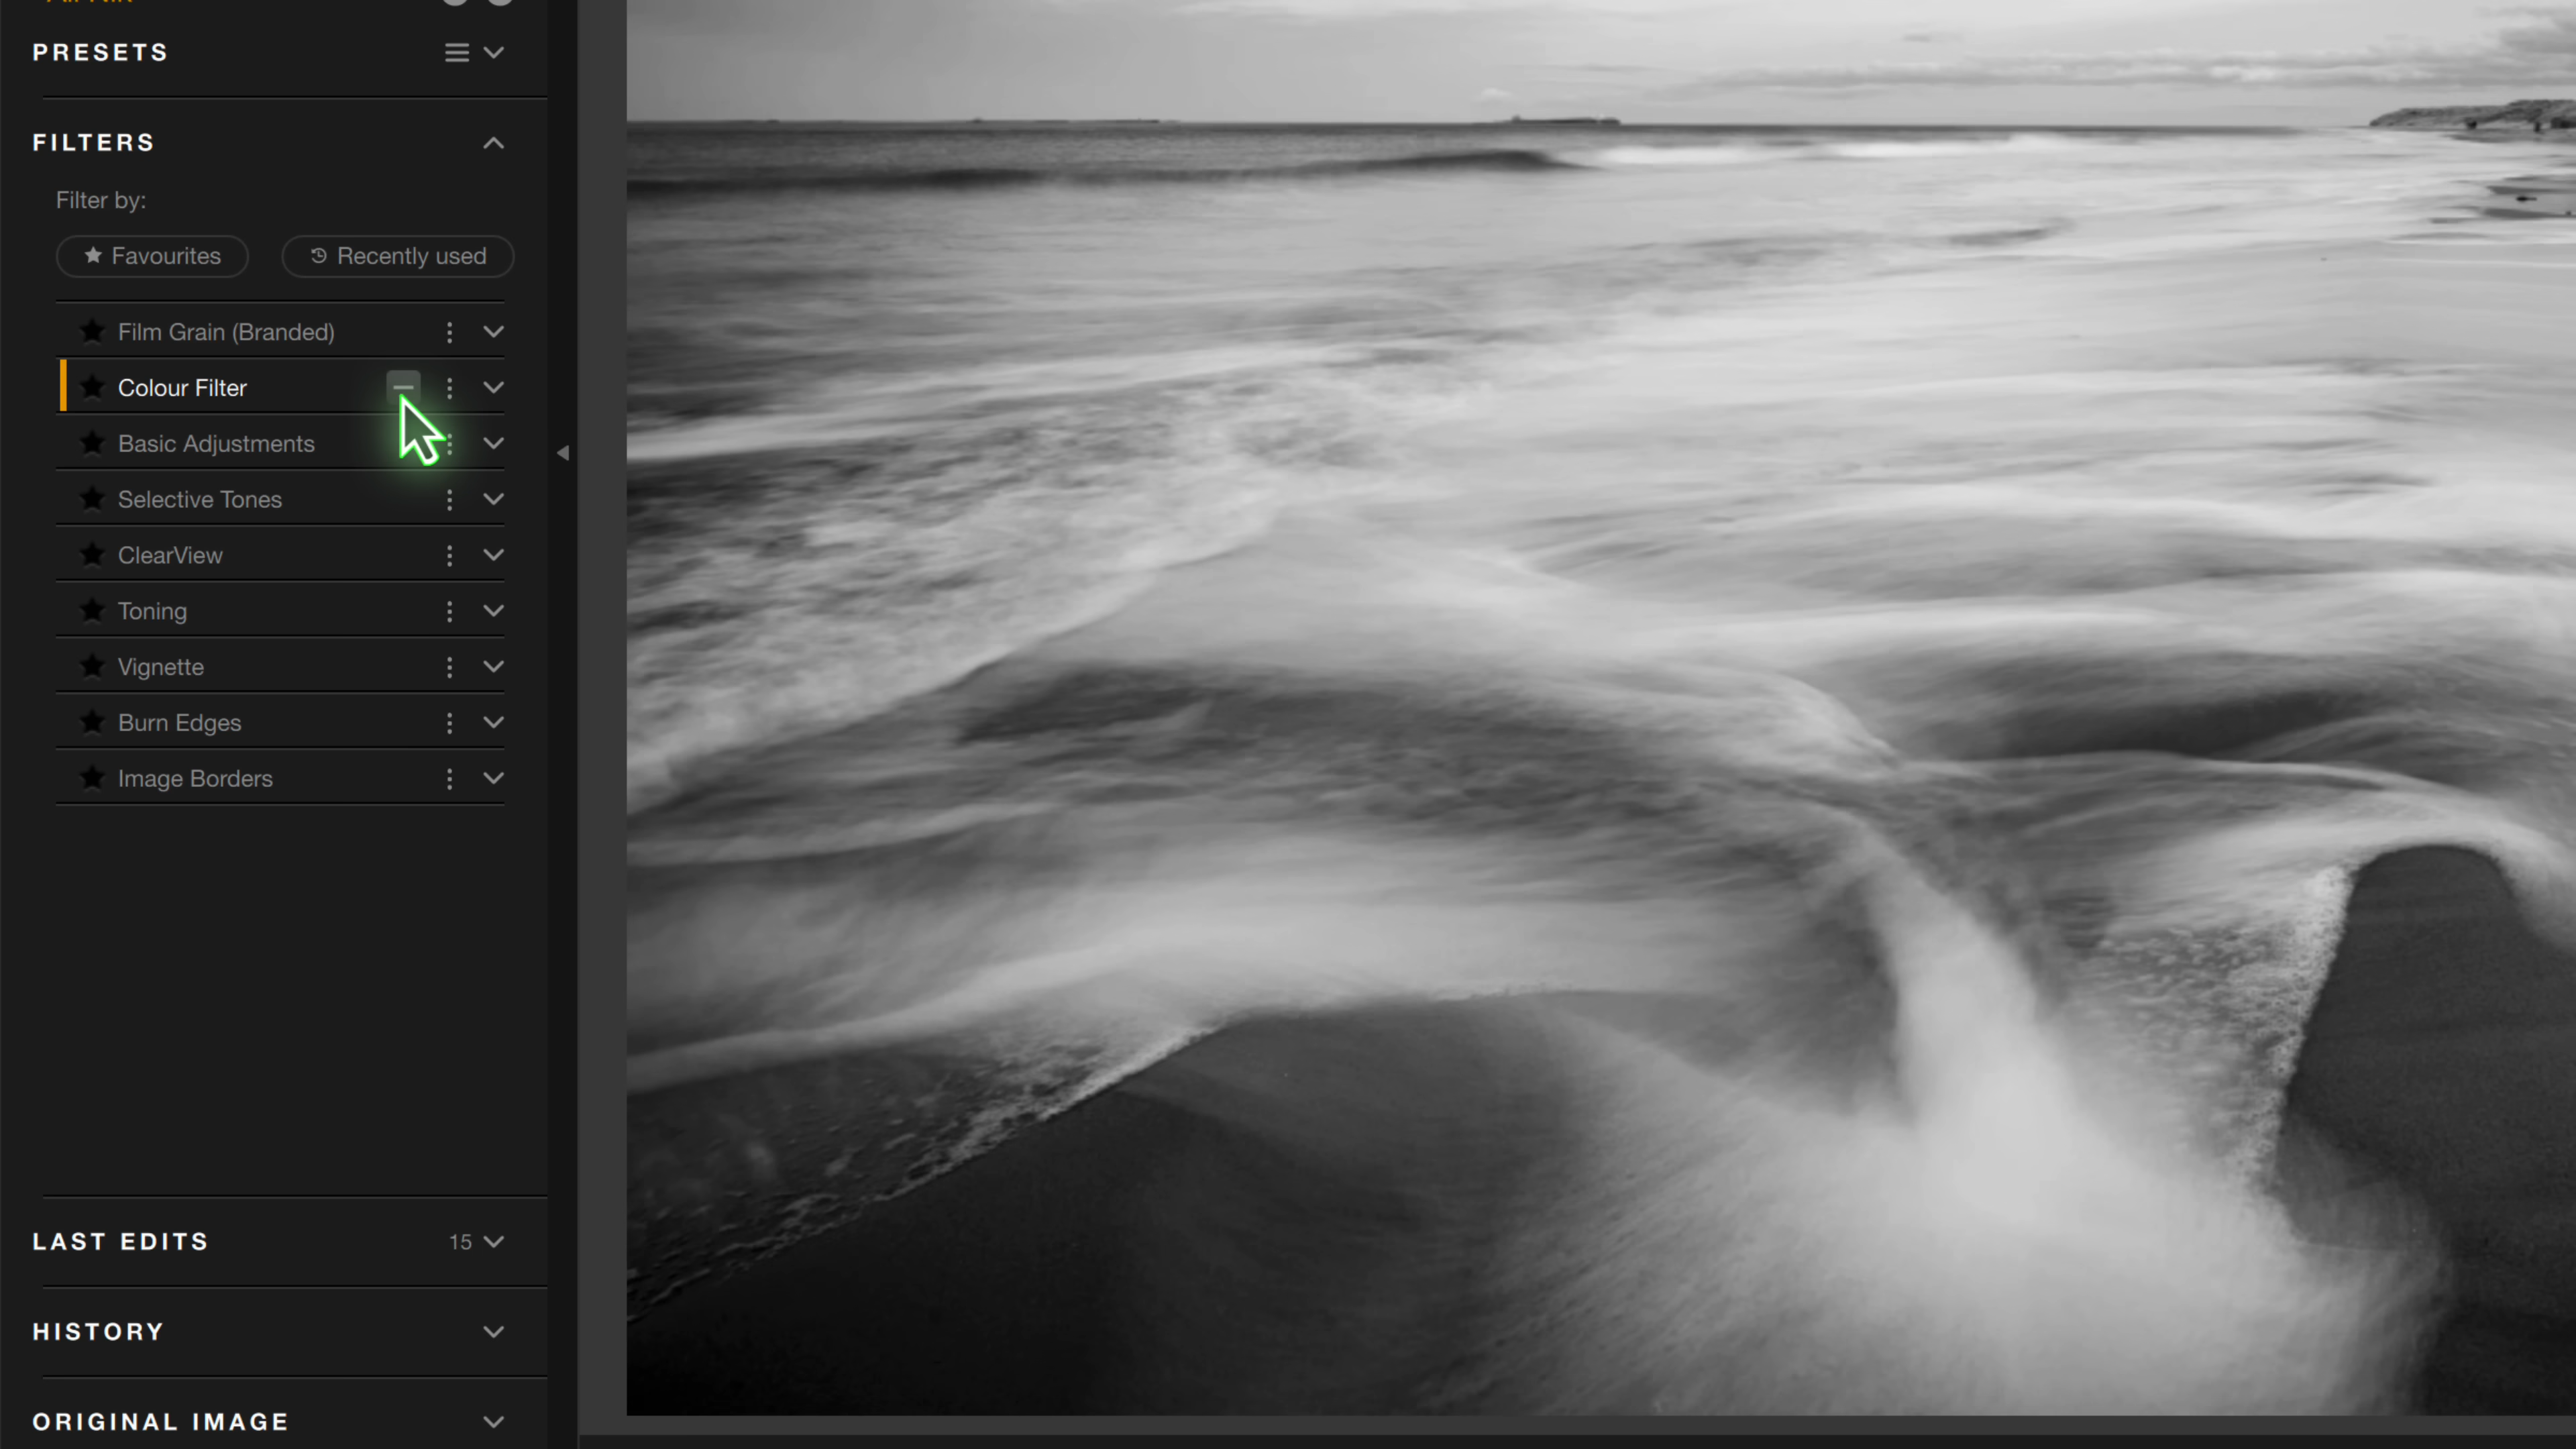 PRESETS
FILTERS
Filter by:
Favourites
Recently used
Film Grain (Branded)
Colour Filter
Basic Adjustments
Selective Tones
ClearView
Toning
Vignette
Burn Edges
Image Borders
LAST EDITS 15
HISTORY
ORIGINAL IMAGE